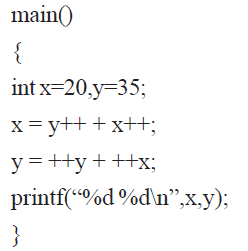 main()
{
int x=20,y=35;
x = y++ + x++;
y = ++y + ++x;
printf(“%d %d\n”,x,y);
}